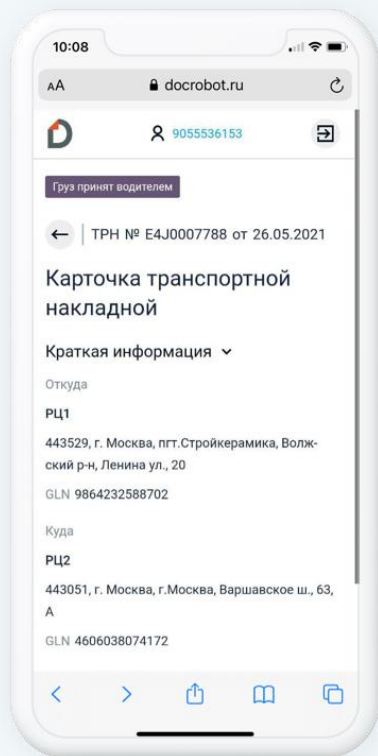 10:08
AA docrobot.ru
9055536153
Груз принят водителем
ТРН № E4J0007788 от 26.05.2021
Карточка транспортной
накладной
Краткая информация
Откуда
РЦ1
443529, г. Москва, пгт.Стройкерамика, Волж-
ский р-н, Ленина ул., 20
GLN 9864232588702
Куда
РЦ2
443051, г. Москва, г.Москва, Варшавское ш., 63,
А
GLN 4606038074172